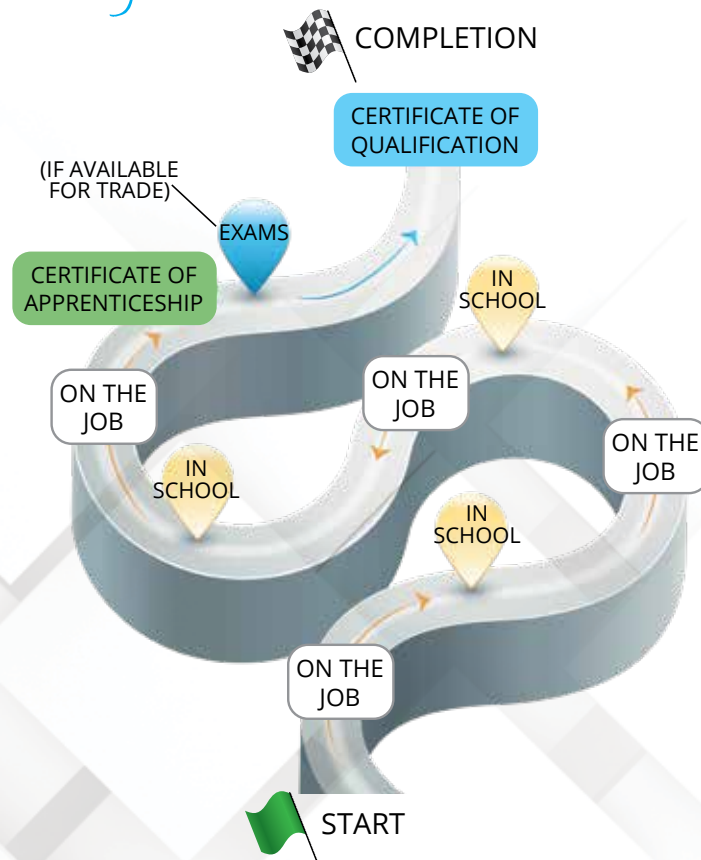 COMPLETION
CERTIFICATE OF
QUALIFICATION
(IF AVAILABLE
FOR TRADE)
EXAMS
CERTIFICATE OF
APPRENTICESHIP
IN
SCHOOL
ON THE
JOB
ON THE
JOB
ON THE
JOB
IN
SCHOOL
IN
SCHOOL
ON THE
JOB
START